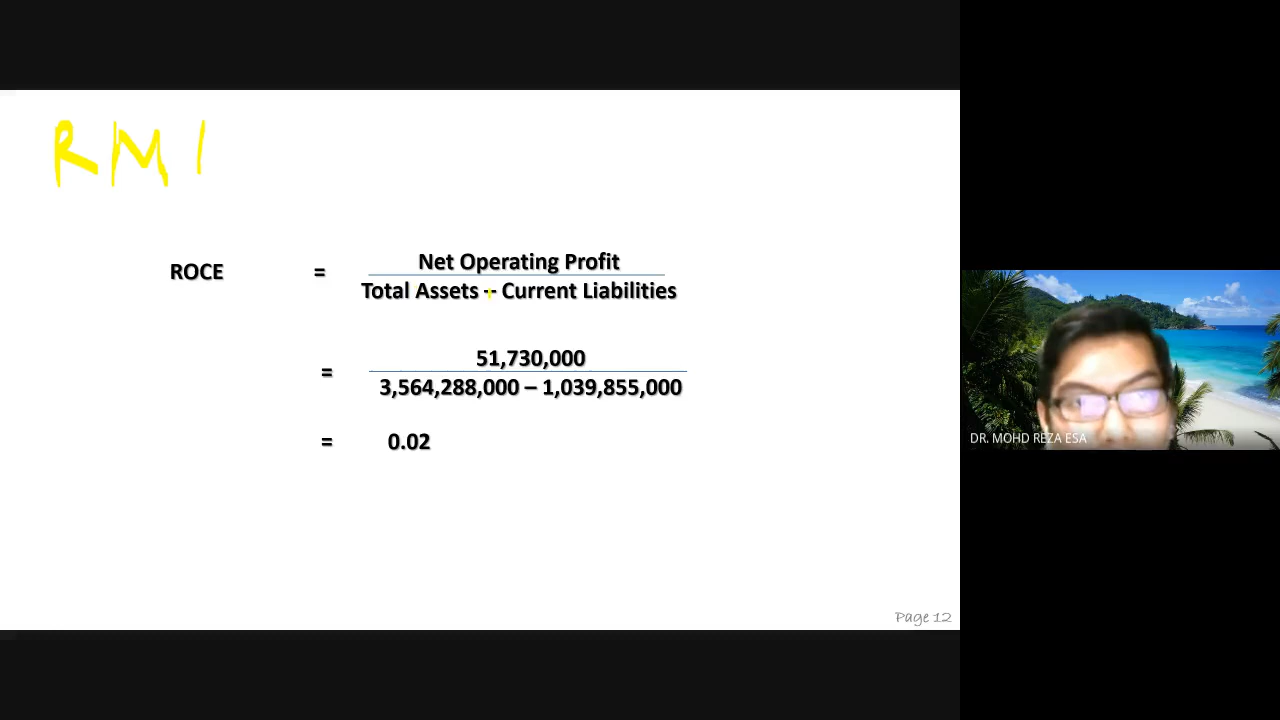 RM1
Net Operating Profit
ROCE =
Total Assets – Current Liabilities
51,730,000
=
3,564,288,000 – 1,039,855,000
= 0.02
DR. MOHD REZA ESA
Page 12